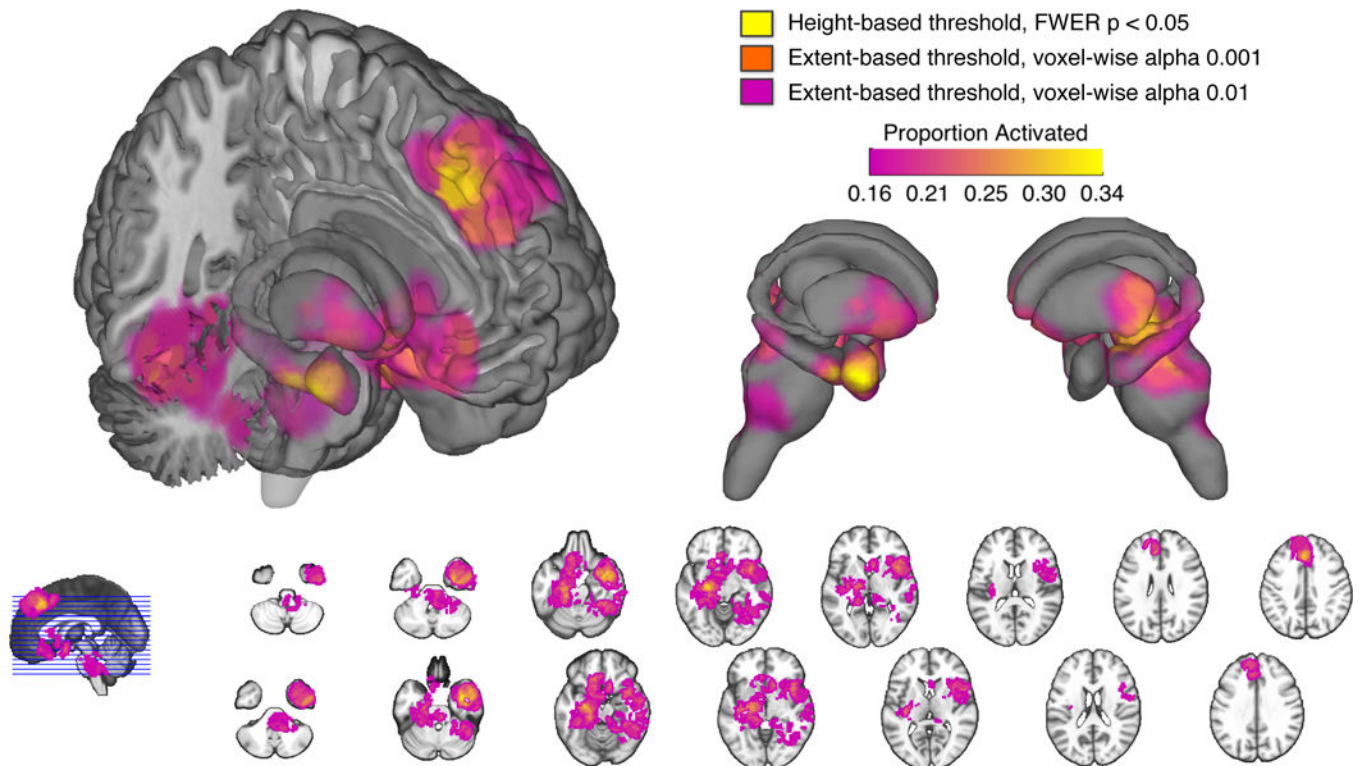 Height-based threshold, FWER p < 0.05
Extent-based threshold, voxel-wise alpha 0.001
Extent-based threshold, voxel-wise alpha 0.01
Proportion Activated
0.16 0.21 0.25 0.30 0.34